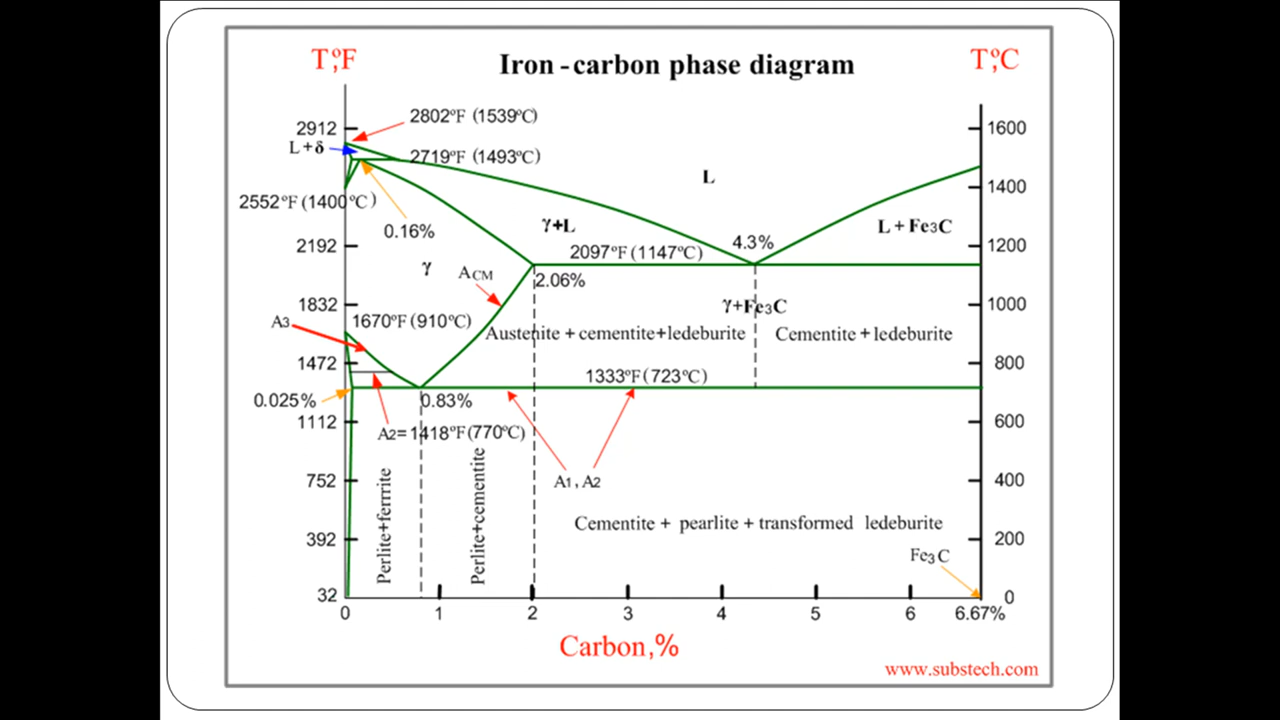 Iron-carbon phase diagram
T,ºF
T,ºC
2802ºF (1539ºC)
2912
1600
L+δ
2719ºF (1493ºC)
L
1400
2552ºF (1400ºC)
0.16%
γ+L
L + Fe3C
2192
4.3%
1200
2097ºF (1147ºC)
γ
ACM
2.06%
1832
γ+Fe3C
1000
A3
1670ºF (910ºC)
Austenite + cementite+ledeburite
Cementite + ledeburite
1472
800
1333ºF (723ºC)
0.025%
0.83%
1112
600
A2=1418ºF(770ºC)
752
A1, A2
400
Perlite+ferrrite
Perlite+cementite
Cementite + pearlite + transformed ledeburite
392
200
Fe3C
32
0
0 1 2 3 4 5 6 6.67%
Carbon,%
www.substech.com